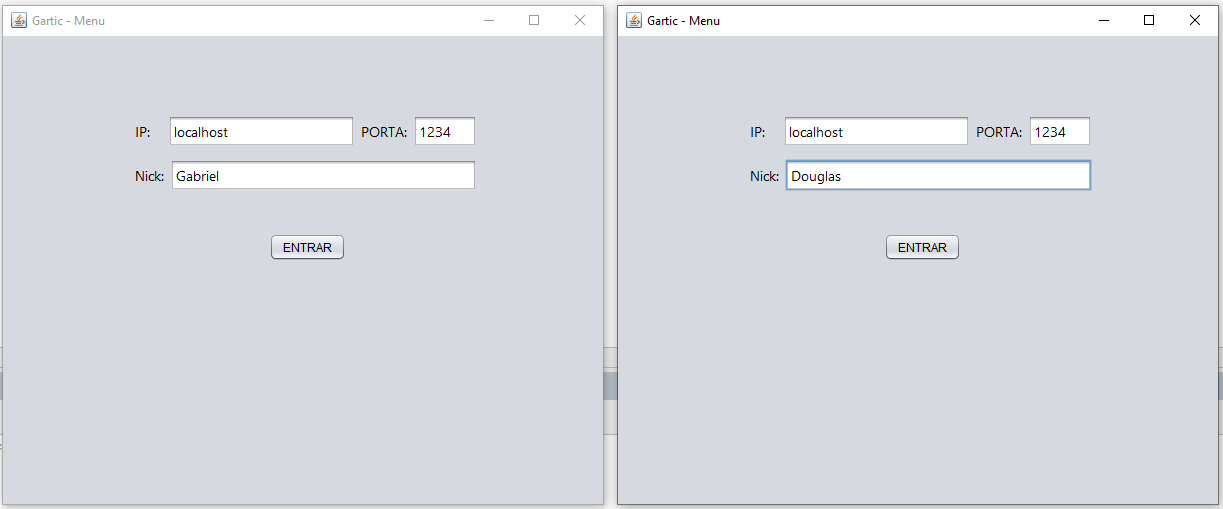 Gartic - Menu
IP: localhost PORTA: 1234
Nick: Gabriel
ENTRAR
Gartic - Menu
IP: localhost PORTA: 1234
Nick: Douglas
ENTRAR